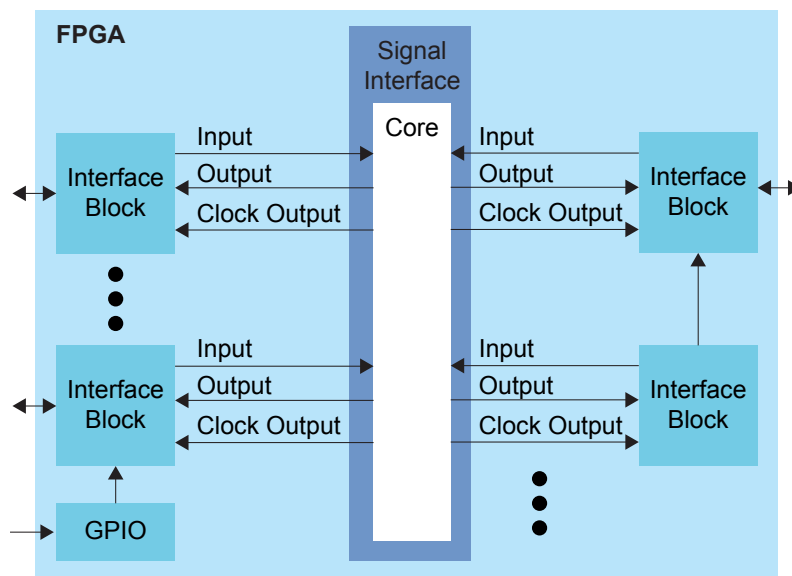 FPGA
Signal
Interface
Core
Interface
Block
Input
Output
Clock Output
Input
Output
Clock Output
Interface
Block
Interface
Block
Input
Output
Clock Output
Input
Output
Clock Output
Interface
Block
GPIO